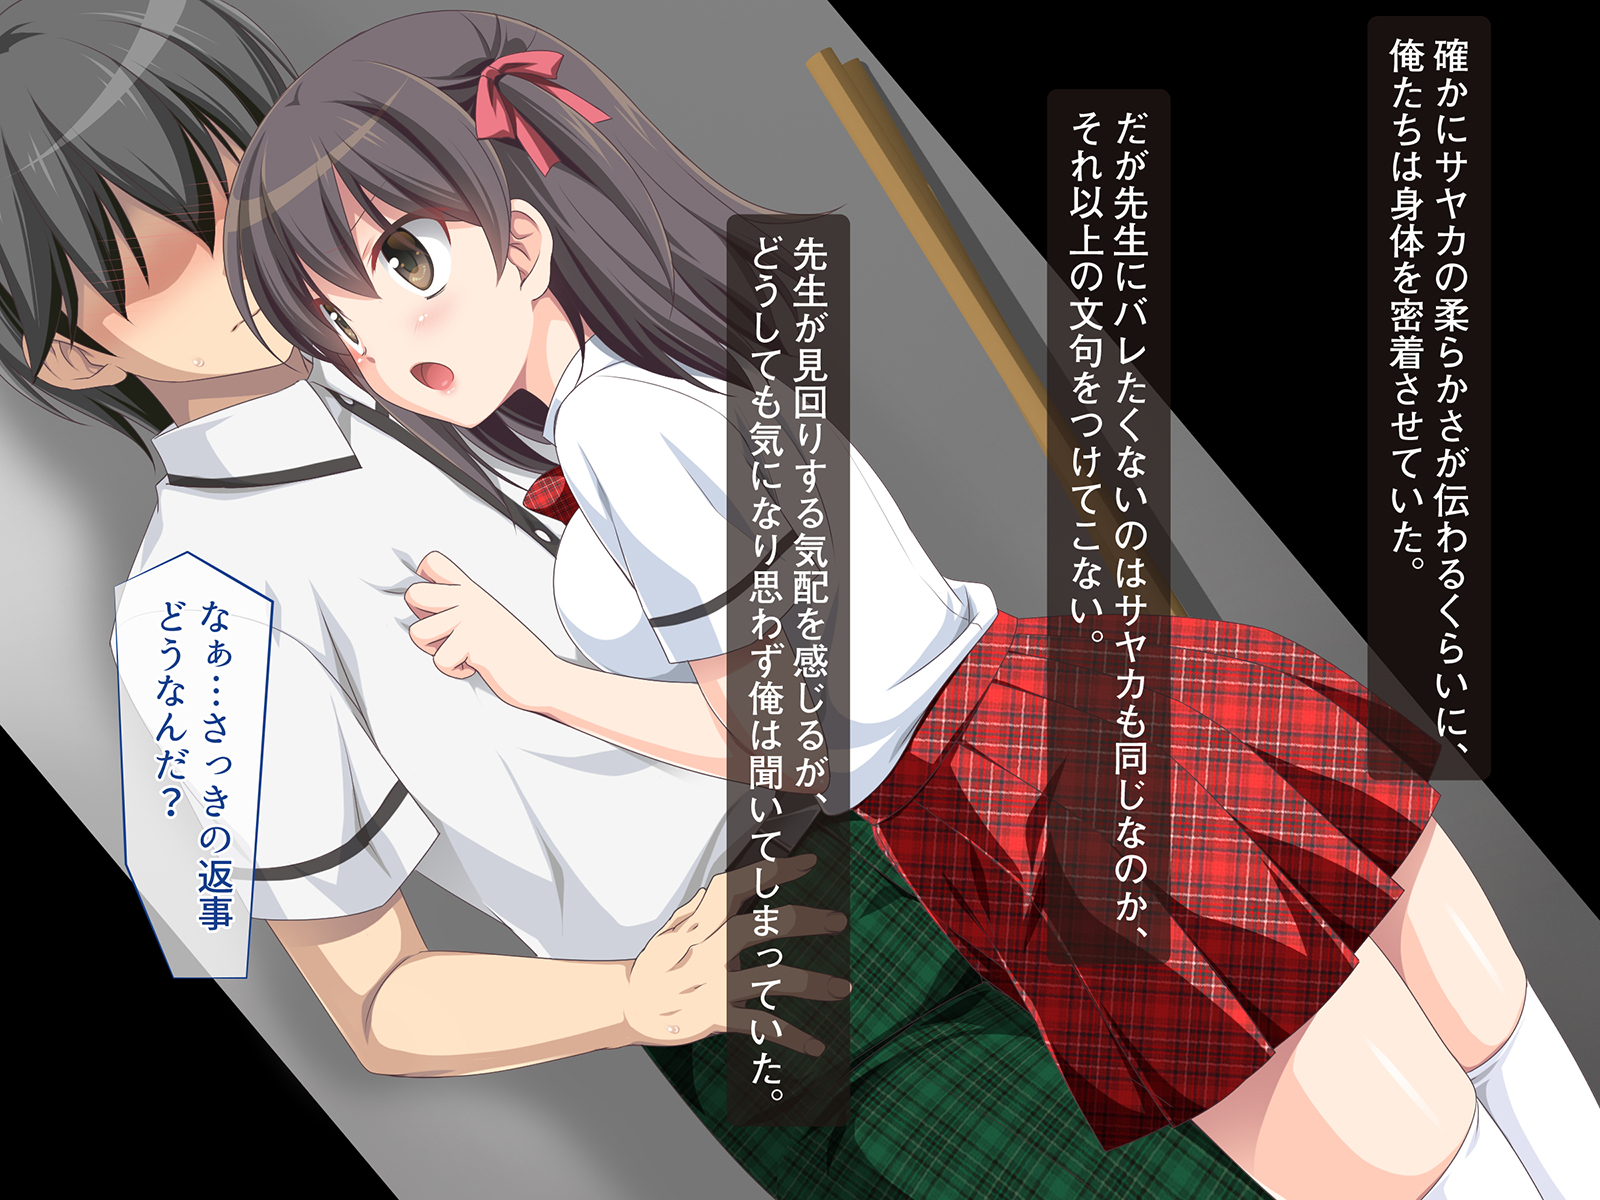 確かにサヤカの柔らかさが伝わるくらいに、
俺たちは身体を密着させていた。
だが先生にバレたくないのはサヤカも同じなのか、
それ以上の文句をつけてこない。
先生が見回りする気配を感じるが、
どうしても気になり思わず俺は聞いてしまっていた。
なぁ…さっきの返事
どうなんだ？